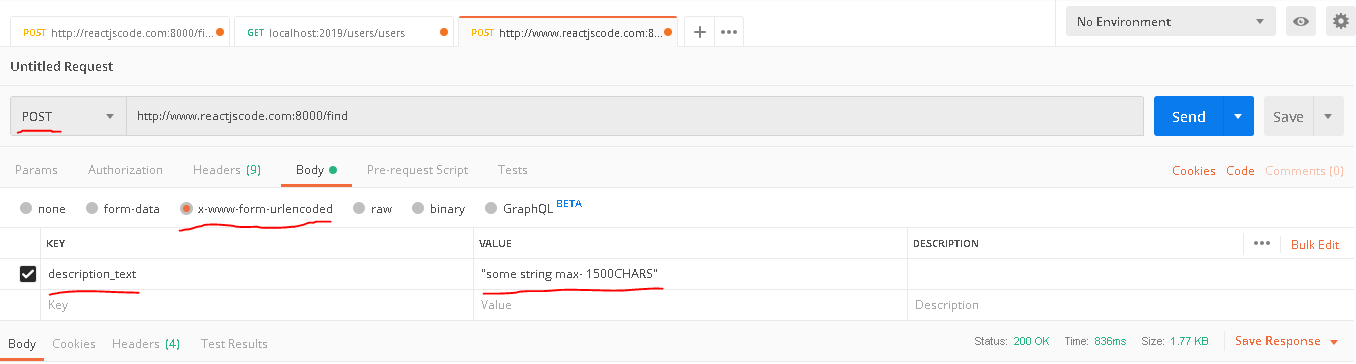 POST http://reactjscode.com:8000/fi... GET localhost:2019/users/users POST http://www.reactjscode.com:8... + ••• No Environment
Untitled Request
POST http://www.reactjscode.com:8000/find Send Save
Params Authorization Headers (9) Body Pre-request Script Tests Cookies Code Comments (0)
none form-data x-www-form-urlencoded raw binary GraphQL BETA
KEY VALUE DESCRIPTION ••• Bulk Edit
description_text "some string max- 1500CHARS"
Key Value Description
Body Cookies Headers (4) Test Results Status: 200 OK Time: 836ms Size: 1.77 KB Save Response